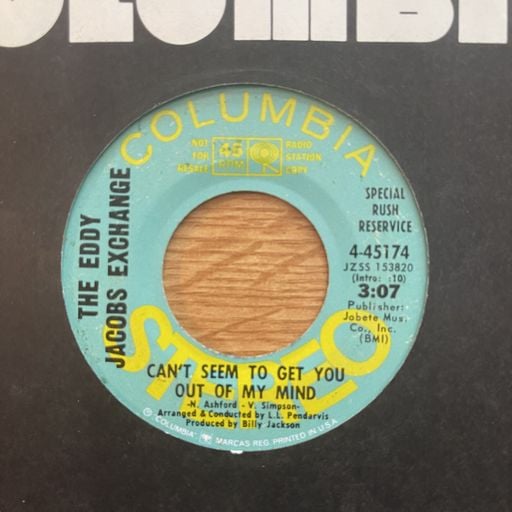 COLUMBIA
COLUMBIA
NOT
FOR
RESALE
45
RPM
RADIO
STATION
COPY
THE EDDY
JACOBS EXCHANGE
SPECIAL
RUSH
RESERVICE
4-45174
JZSS 153820
(Intro: :10)
3:07
Publisher:
Jobete Mus.
Co., Inc.
(BMI)
STEREO
CAN'T SEEM TO GET YOU
OUT OF MY MIND
-N. Ashford - V. Simpson-
Arranged & Conducted by L.L. Pendarvis
Produced by Billy Jackson
© COLUMBIA MARCAS REG. PRINTED IN U.S.A.